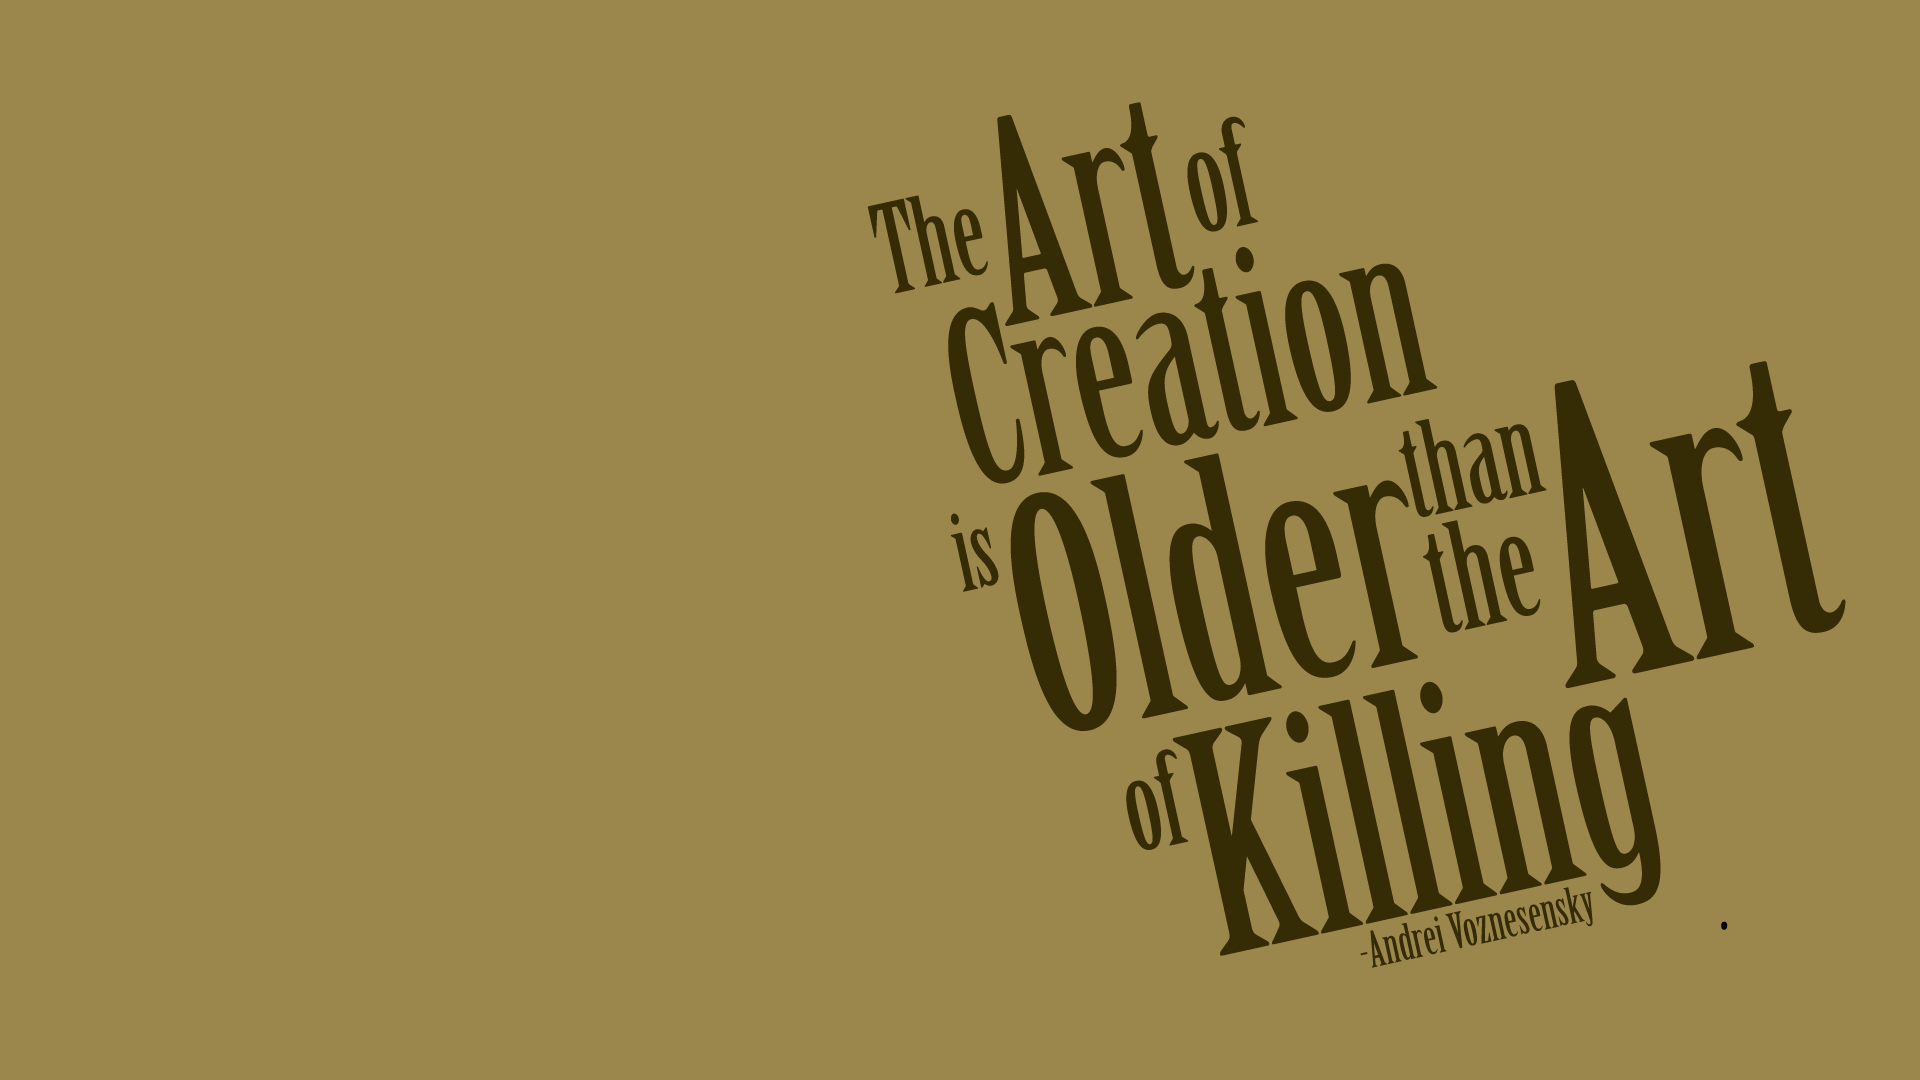 The Art of
Creation
is Older than
the Art
of Killing
-Andrei Voznesensky